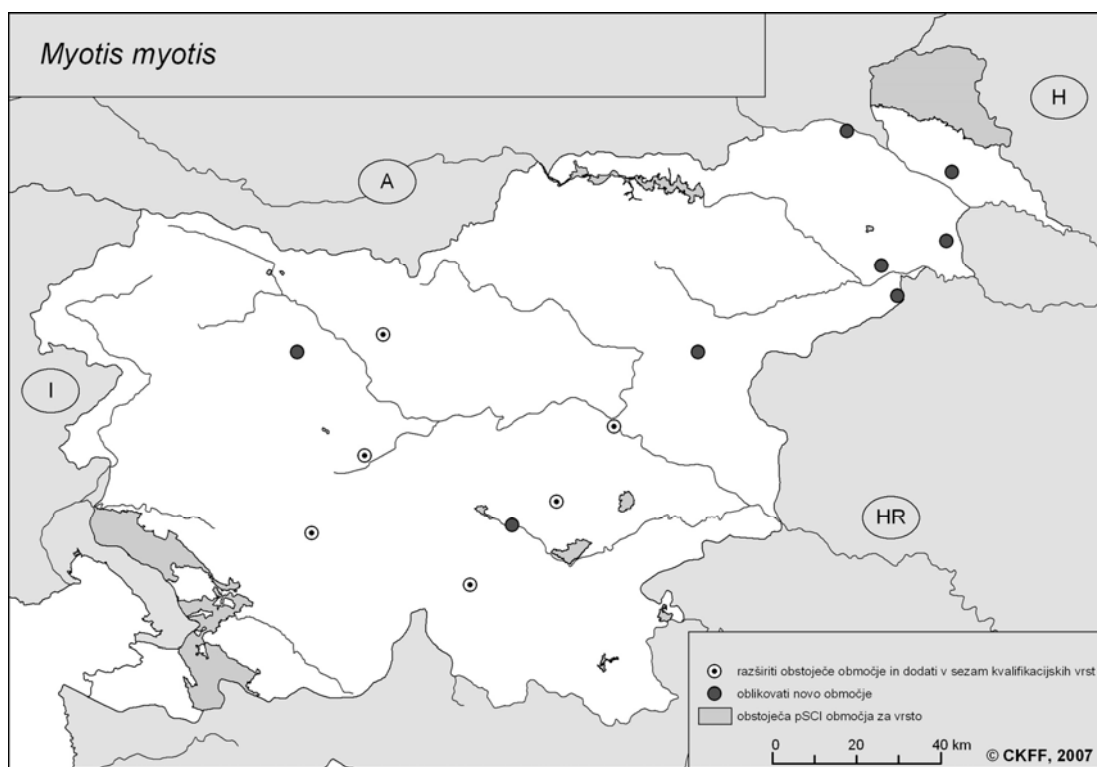 Myotis myotis
H
A
I
HR
razširiti obstoječe območje in dodati v sezam kvalifikacijskih vrst
oblikovati novo območje
obstoječa pSCI območja za vrsto
0 20 40 km
© CKFF, 2007